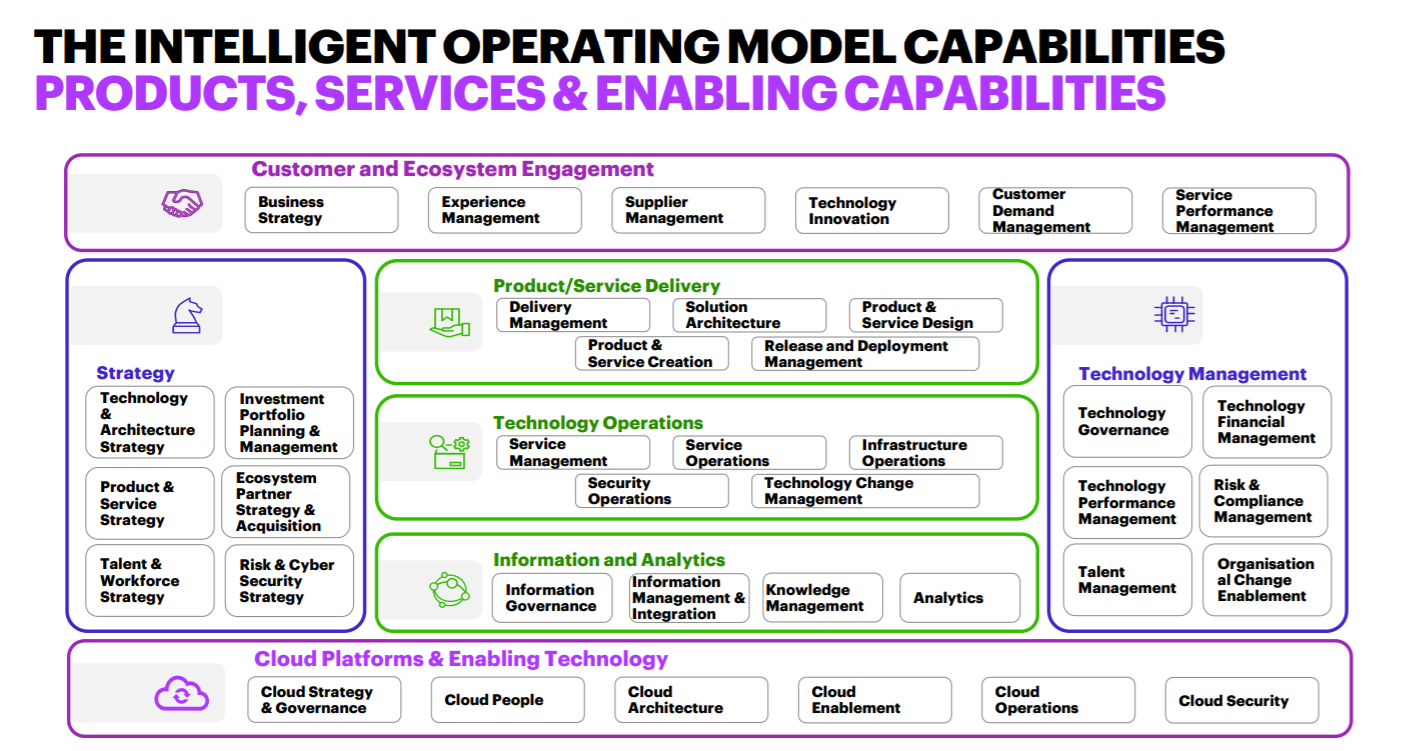 THE INTELLIGENT OPERATING MODEL CAPABILITIES
PRODUCTS, SERVICES & ENABLING CAPABILITIES
Customer and Ecosystem Engagement
Business
Strategy
Experience
Management
Supplier
Management
Technology
Innovation
Customer
Demand
Management
Service
Performance
Management
Strategy
Technology
&
Architecture
Strategy
Investment
Portfolio
Planning &
Management
Product &
Service
Strategy
Ecosystem
Partner
Strategy &
Acquisition
Talent &
Workforce
Strategy
Risk & Cyber
Security
Strategy
Product/Service Delivery
Delivery
Management
Solution
Architecture
Product &
Service Design
Product &
Service Creation
Release and Deployment
Management
Technology Operations
Service
Management
Service
Operations
Infrastructure
Operations
Security
Operations
Technology Change
Management
Information and Analytics
Information
Governance
Information
Management &
Integration
Knowledge
Management
Analytics
Technology Management
Technology
Governance
Technology
Financial
Management
Technology
Performance
Management
Risk &
Compliance
Management
Talent
Management
Organisation
al Change
Enablement
Cloud Platforms & Enabling Technology
Cloud Strategy
& Governance
Cloud People
Cloud
Architecture
Cloud
Enablement
Cloud
Operations
Cloud Security